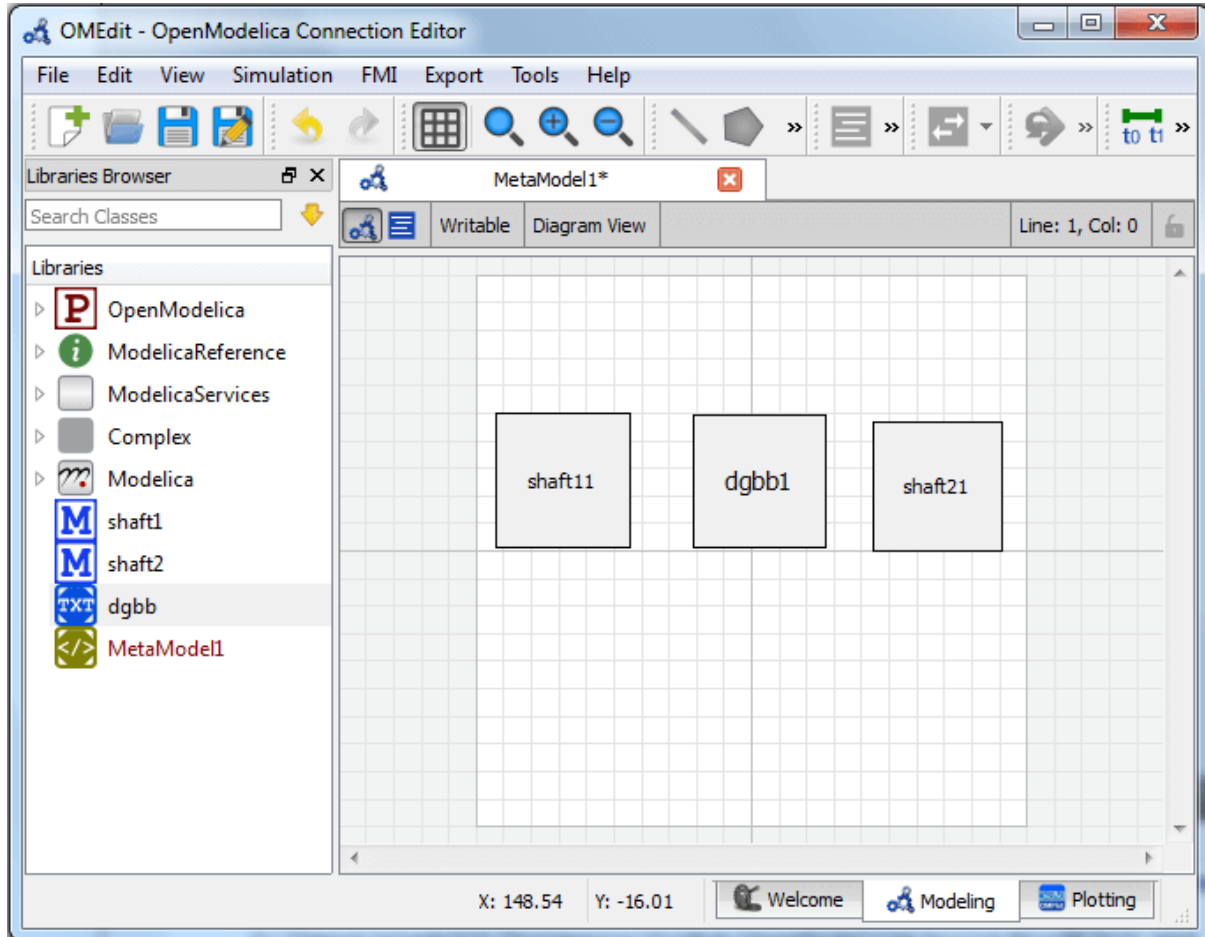 OMEdit - OpenModelica Connection Editor
File Edit View Simulation FMI Export Tools Help
t0 t1
Libraries Browser
MetaModel1*
Search Classes
Writable Diagram View Line: 1, Col: 0
Libraries
P OpenModelica
i ModelicaReference
ModelicaServices
Complex
Modelica
M shaft1
M shaft2
TXT dgbb
</> MetaModel1
shaft11
dgbb1
shaft21
X: 148.54 Y: -16.01 Welcome Modeling Plotting